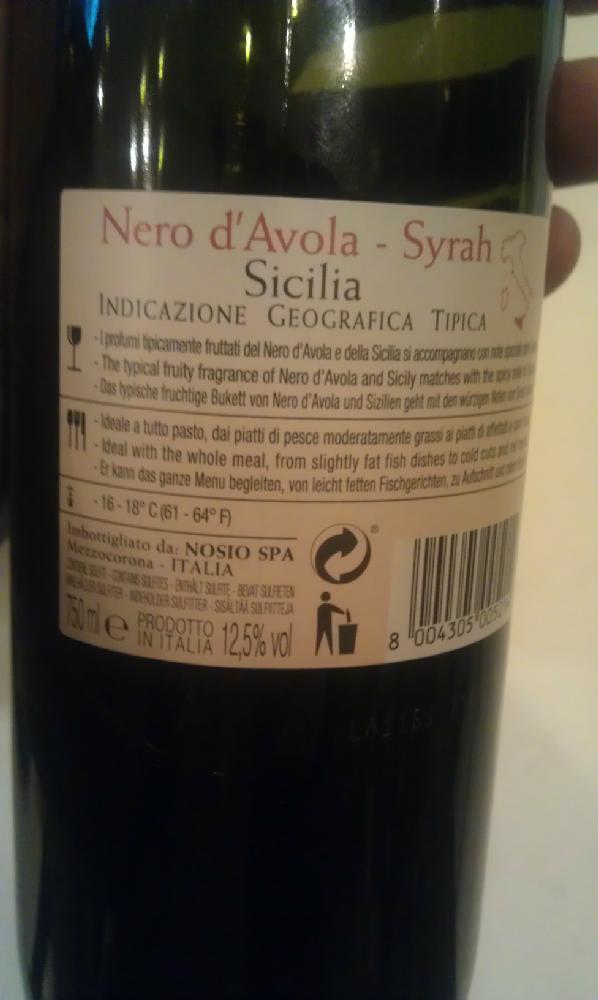 Nero d'Avola - Syrah
Sicilia
INDICAZIONE GEOGRAFICA TIPICA
- I profumi tipicamente fruttati del Nero d'Avola e della Sicilia si accompagnano con note
- The typical fruity fragrance of Nero d'Avola and Sicily matches with the spicy
- Das typische fruchtige Bukett von Nero d'Avola und Sizilien geht mit den würzigen Noten von
- Ideale a tutto pasto, dai piatti di pesce moderatamente grassi ai piatti di affettati e
- Ideal with the whole meal, from slightly fat fish dishes to cold cuts and
- Er kann das ganze Menu begleiten, von leicht fetten Fischgerichten, zu Aufschnitt und
- 16 - 18° C (61 - 64° F)
Imbottigliato da: NOSIO SPA
Mezzocorona - ITALIA
CONTIENE SOLFITI - CONTAINS SULFITES - ENTHÄLT SULFITE - BEVAT SULFIETEN
INNEHÅLLER SULFITER - INDEHOLDER SULFITTER - SISÄLTÄÄ SULFIITTEJA
750 ml e PRODOTTO IN ITALIA 12,5% vol
®
8 004305 005